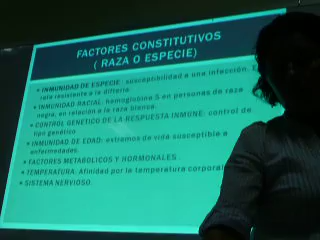 FACTORES CONSTITUTIVOS
( RAZA O ESPECIE)
• INMUNIDAD DE ESPECIE: susceptibilidad a una infección.
rata resistente a la difteria.
• INMUNIDAD RACIAL: hemoglobina S en personas de raza
negra, en relación a la raza blanca.
• CONTROL GENETICO DE LA RESPUESTA INMUNE: control de
tipo genético
• INMUNIDAD DE EDAD: extremos de vida susceptible a
enfermedades.
• FACTORES METABOLICOS Y HORMONALES .
• TEMPERATURA: Afinidad por la temperatura corporal
• SISTEMA NERVIOSO